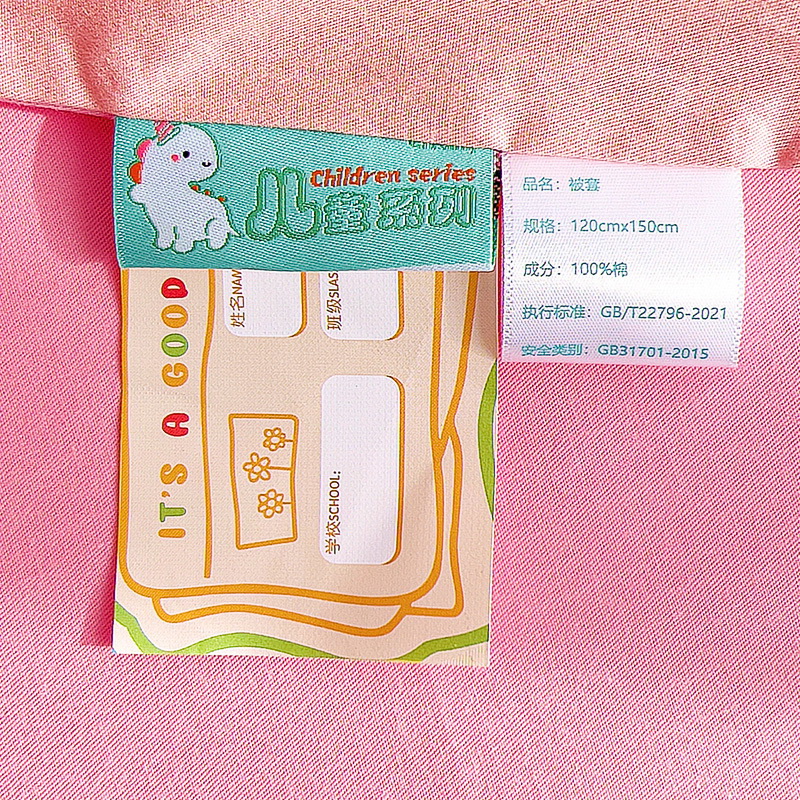 Children series
儿童系列
品名：被套
规格：120cmx150cm
成分：100%棉
执行标准：GB/T22796-2021
安全类别：GB31701-2015
IT'S A GOOD
姓名NAM
班级SLAS
学校SCHOOL: